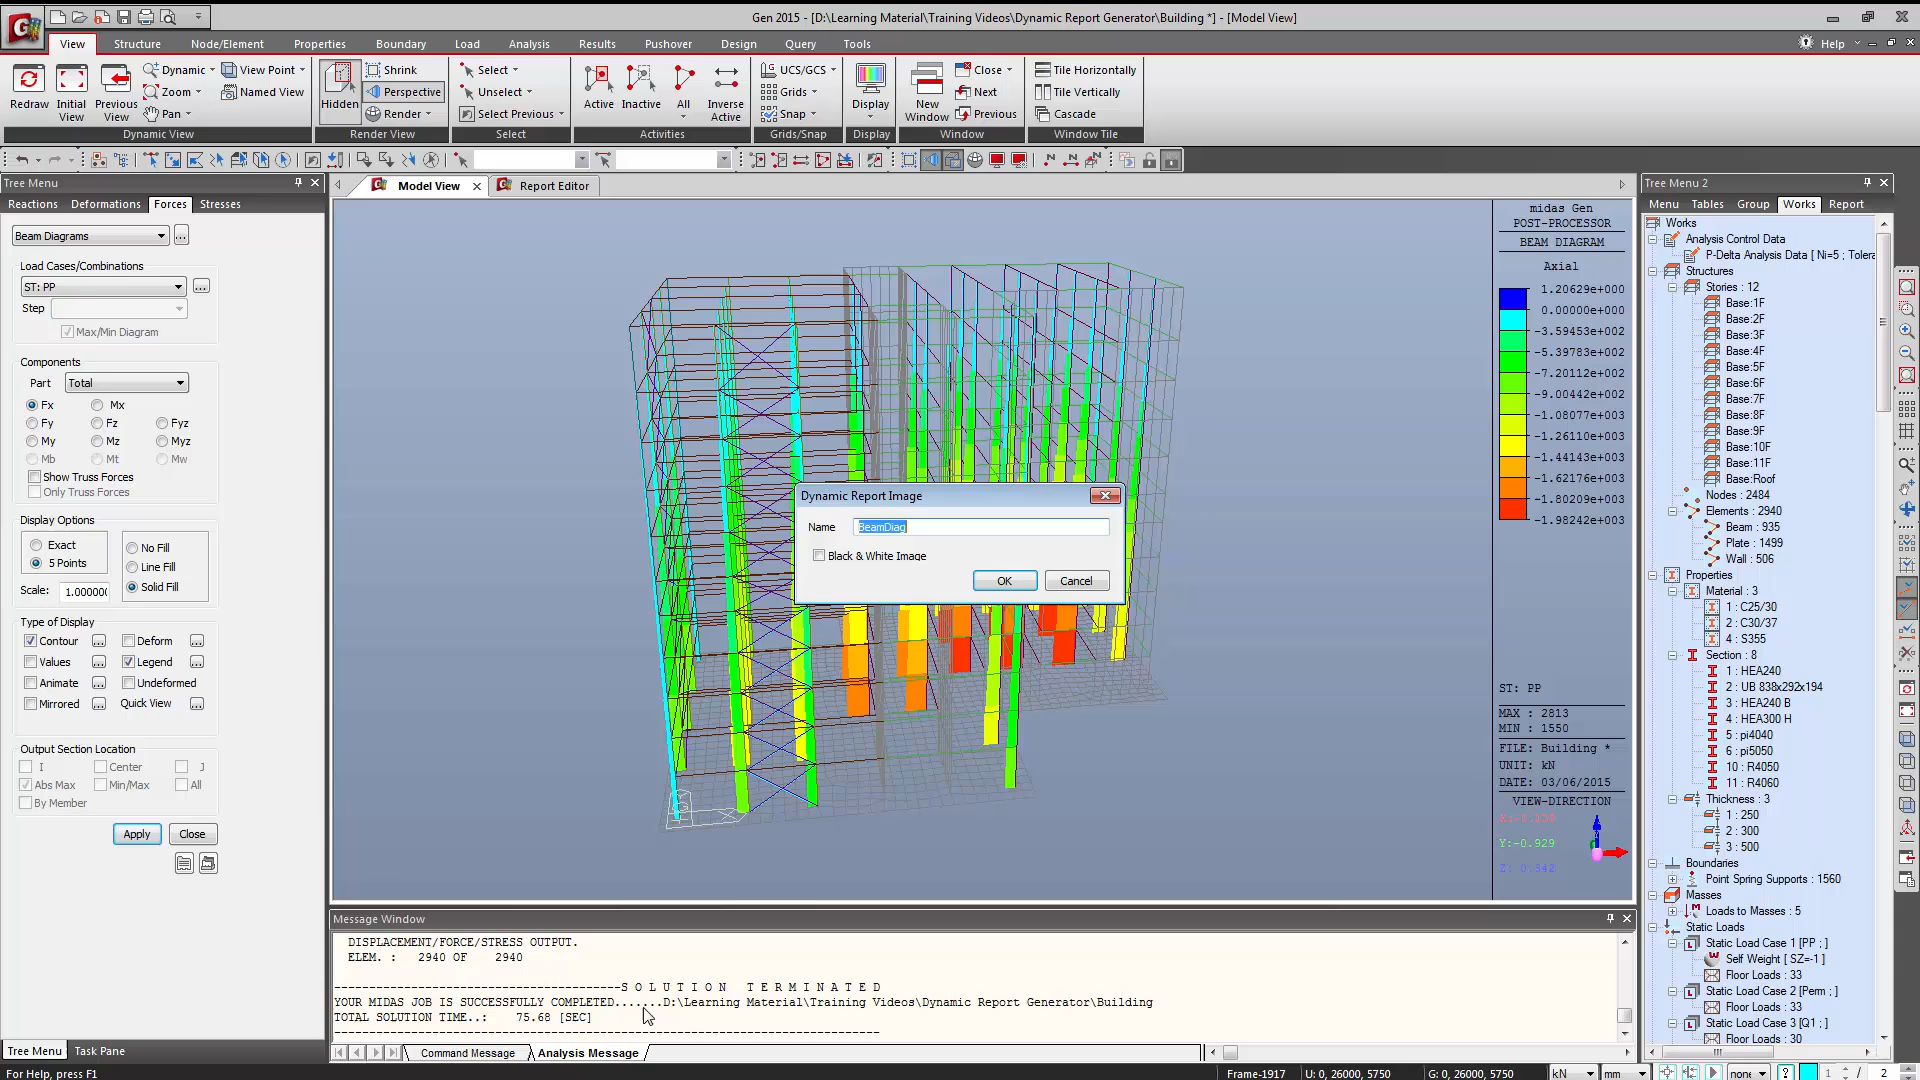 Gen 2015 - [D:\Learning Material\Training Videos\Dynamic Report Generator\Building *] - [Model View]
View Structure Node/Element Properties Boundary Load Analysis Results Pushover Design Query Tools Help
Redraw
Initial View
Previous View
Dynamic
Zoom
Pan
View Point
Named View
Dynamic View
Hidden
Shrink
Perspective
Render
Render View
Select
Unselect
Select Previous
Select
Active
Inactive
All
Inverse Active
Activities
UCS/GCS
Grids
Snap
Grids/Snap
Display
Display
New Window
Close
Next
Previous
Window
Tile Horizontally
Tile Vertically
Cascade
Window Tile
Tree Menu
Reactions Deformations Forces Stresses
Beam Diagrams
...
Load Cases/Combinations
ST: PP
...
Step
Max/Min Diagram
Components
Part Total
Fx Mx
Fy Fz Fyz
My Mz Myz
Mb Mt Mw
Show Truss Forces
Only Truss Forces
Display Options
Exact
5 Points
No Fill
Line Fill
Solid Fill
Scale: 1.00000(
Type of Display
Contour ... Deform ...
Values ... Legend ...
Animate ... Undeformed
Mirrored ... Quick View ...
Output Section Location
I Center J
Abs Max Min/Max All
By Member
Apply Close
Tree Menu Task Pane
For Help, press F1
Model View
Report Editor
midas Gen
POST-PROCESSOR
BEAM DIAGRAM
Axial
1.20629e+000
0.00000e+000
-3.59453e+002
-5.39783e+002
-7.20112e+002
-9.00442e+002
-1.08077e+003
-1.26110e+003
-1.44143e+003
-1.62176e+003
-1.80209e+003
-1.98242e+003
ST: PP
MAX : 2813
MIN : 1550
FILE: Building *
UNIT: kN
DATE: 03/06/2015
VIEW-DIRECTION
Y:-0.929
Dynamic Report Image
Name BeamDiag
Black & White Image
OK Cancel
Message Window
DISPLACEMENT/FORCE/STRESS OUTPUT.
ELEM. : 2940 OF 2940
---------------------------------------S O L U T I O N T E R M I N A T E D
YOUR MIDAS JOB IS SUCCESSFULLY COMPLETED.......D:\Learning Material\Training Videos\Dynamic Report Generator\Building
TOTAL SOLUTION TIME..: 75.68 [SEC]
Command Message
Analysis Message
Tree Menu 2
Menu Tables Group Works Report
Works
Analysis Control Data
P-Delta Analysis Data [ Ni=5 ; Tolera
Structures
Stories : 12
Base:1F
Base:2F
Base:3F
Base:4F
Base:5F
Base:6F
Base:7F
Base:8F
Base:9F
Base:10F
Base:11F
Base:Roof
Nodes : 2484
Elements : 2940
Beam : 935
Plate : 1499
Wall : 506
Properties
Material : 3
1 : C25/30
2 : C30/37
4 : S355
Section : 8
1 : HEA240
2 : UB 838x292x194
3 : HEA240 B
4 : HEA300 H
5 : pi4040
6 : pi5050
10 : R4050
11 : R4060
Thickness : 3
1 : 250
2 : 300
3 : 500
Boundaries
Point Spring Supports : 1560
Masses
Loads to Masses : 5
Static Loads
Static Load Case 1 [PP ; ]
Self Weight [ SZ=-1 ]
Floor Loads : 33
Static Load Case 2 [Perm ; ]
Floor Loads : 33
Static Load Case 3 [Q1 ; ]
Floor Loads : 30
Frame-1917 U: 0, 26000, 5750 G: 0, 26000, 5750 kN mm none ? 1 / 2